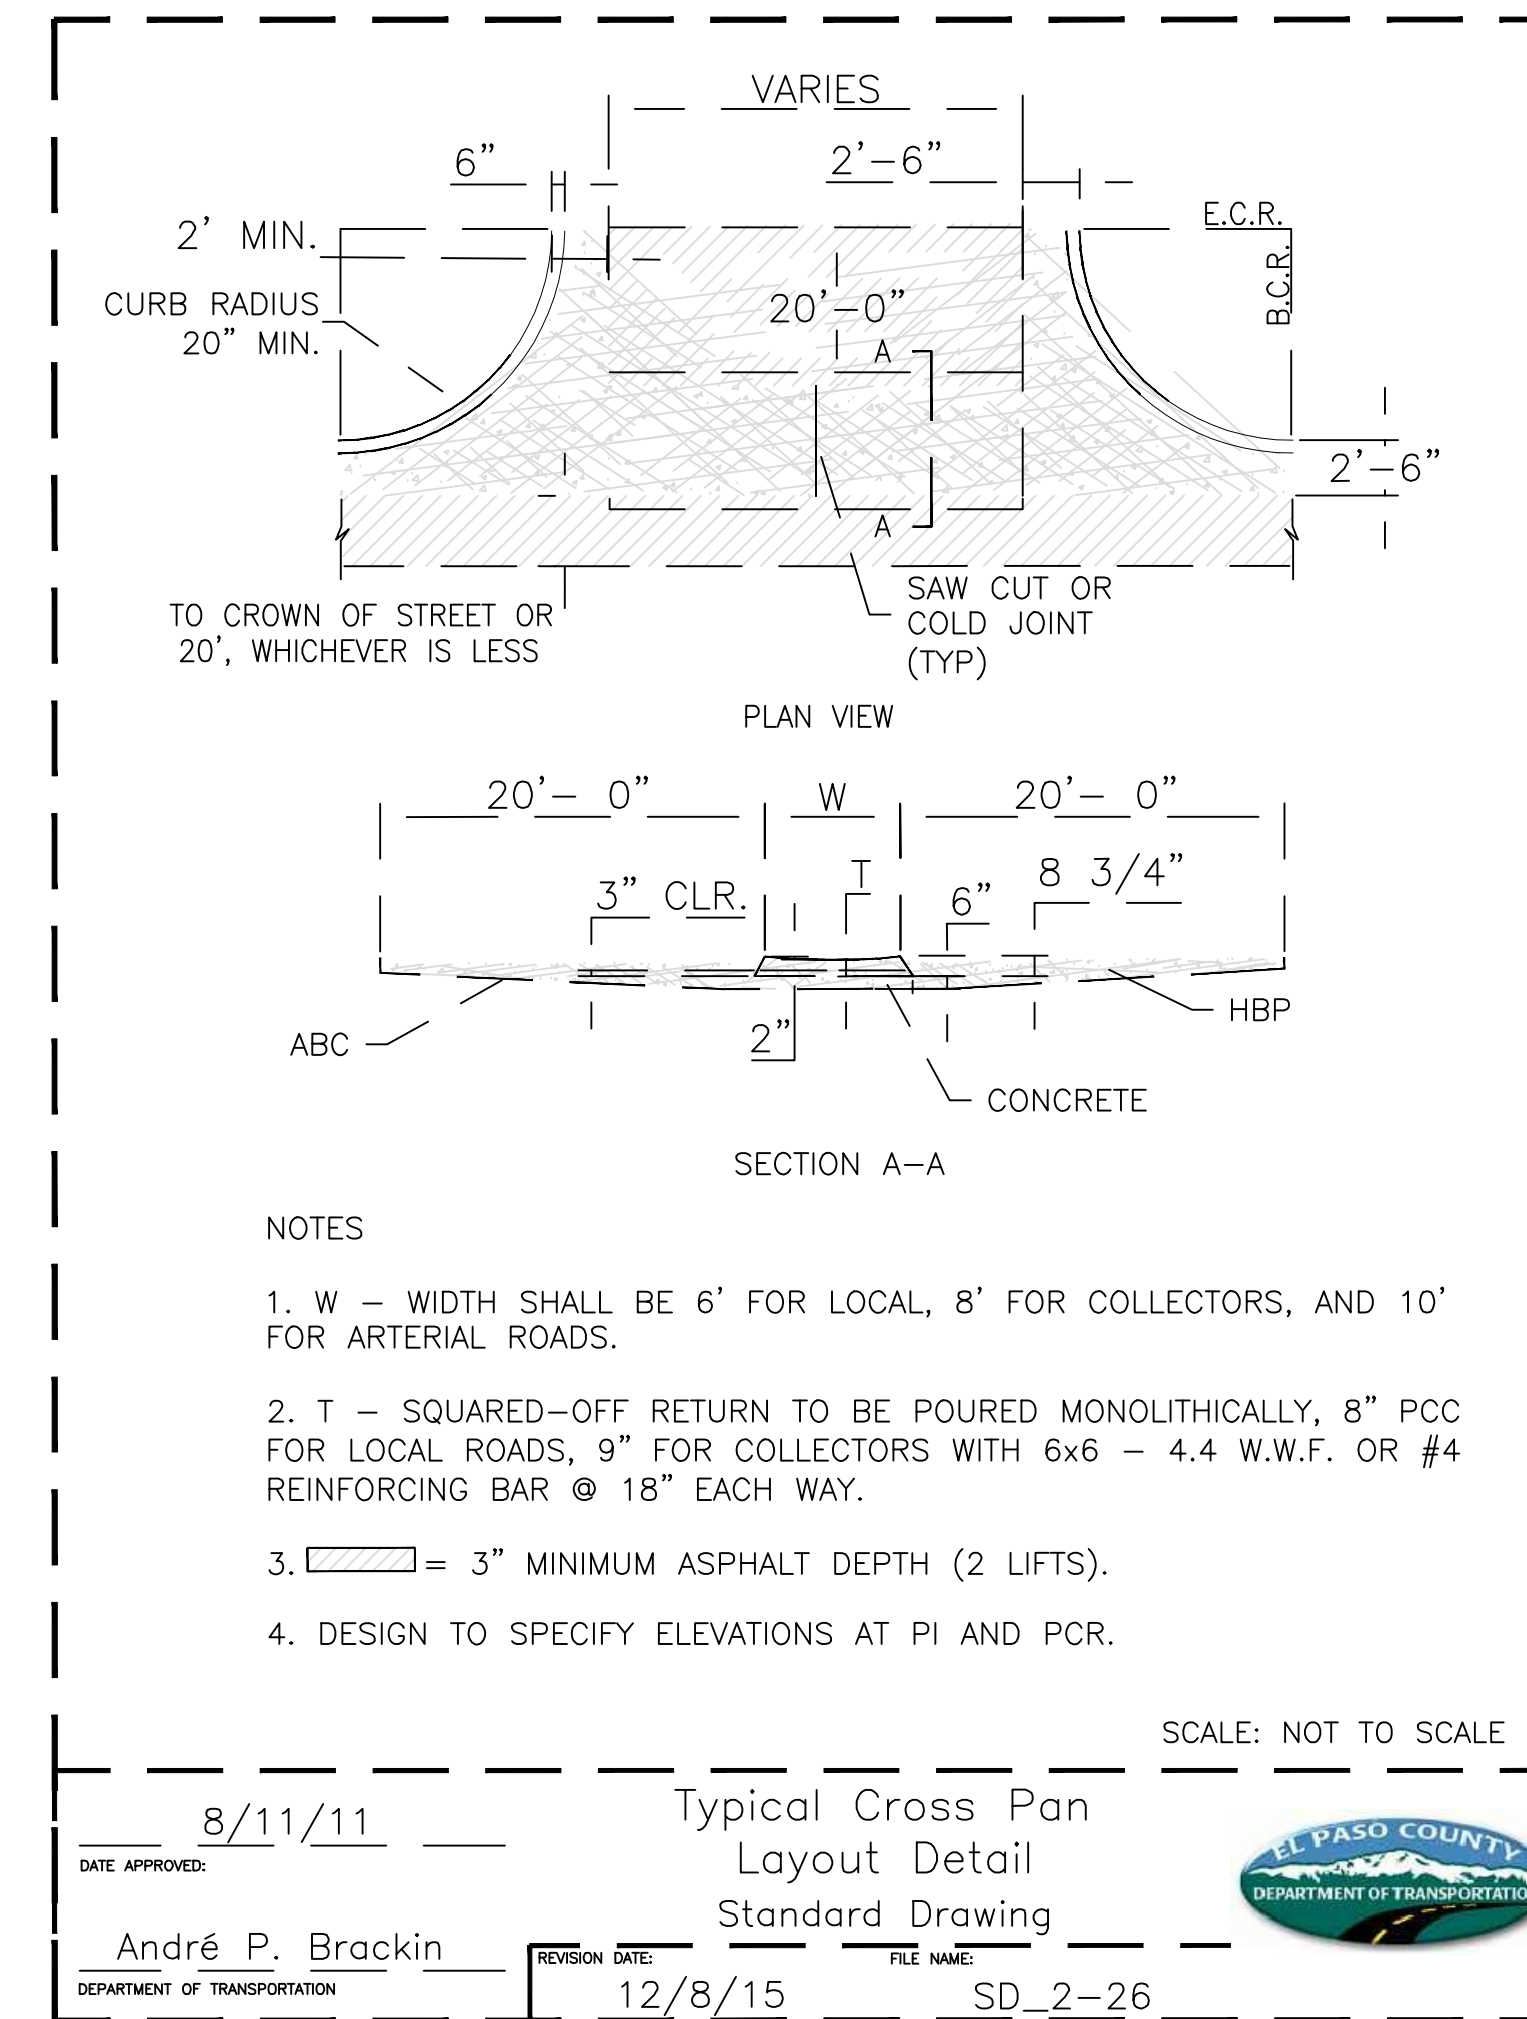 VARIES
6" 2'-6"
2' MIN.
E.C.R.
B.C.R.
CURB RADIUS
20" MIN.
20'-0"
A
2'-6"
A
SAW CUT OR
COLD JOINT
(TYP)
TO CROWN OF STREET OR
20', WHICHEVER IS LESS
PLAN VIEW
20'- 0" W 20'- 0"
3" CLR. T 6" 8 3/4"
HBP
ABC
2"
CONCRETE
SECTION A-A
NOTES
1. W - WIDTH SHALL BE 6' FOR LOCAL, 8' FOR COLLECTORS, AND 10'
FOR ARTERIAL ROADS.
2. T - SQUARED-OFF RETURN TO BE POURED MONOLITHICALLY, 8" PCC
FOR LOCAL ROADS, 9" FOR COLLECTORS WITH 6x6 - 4.4 W.W.F. OR #4
REINFORCING BAR @ 18" EACH WAY.
3. = 3" MINIMUM ASPHALT DEPTH (2 LIFTS).
4. DESIGN TO SPECIFY ELEVATIONS AT PI AND PCR.
SCALE: NOT TO SCALE
8/11/11
DATE APPROVED:
André P. Brackin
DEPARTMENT OF TRANSPORTATION
Typical Cross Pan
Layout Detail
Standard Drawing
REVISION DATE: FILE NAME:
12/8/15 SD_2-26
EL PASO COUNTY
DEPARTMENT OF TRANSPORTATIO